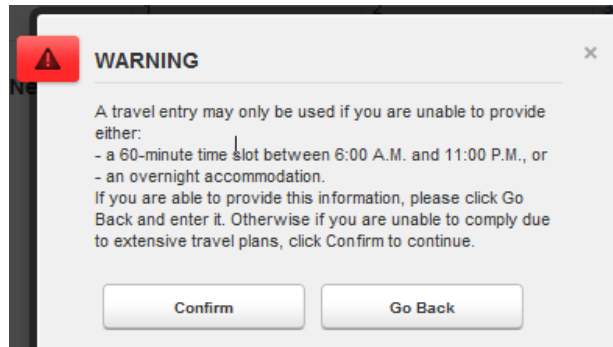 WARNING
×
A travel entry may only be used if you are unable to provide
either:
- a 60-minute time slot between 6:00 A.M. and 11:00 P.M., or
- an overnight accommodation.
If you are able to provide this information, please click Go
Back and enter it. Otherwise if you are unable to comply due
to extensive travel plans, click Confirm to continue.
Confirm
Go Back